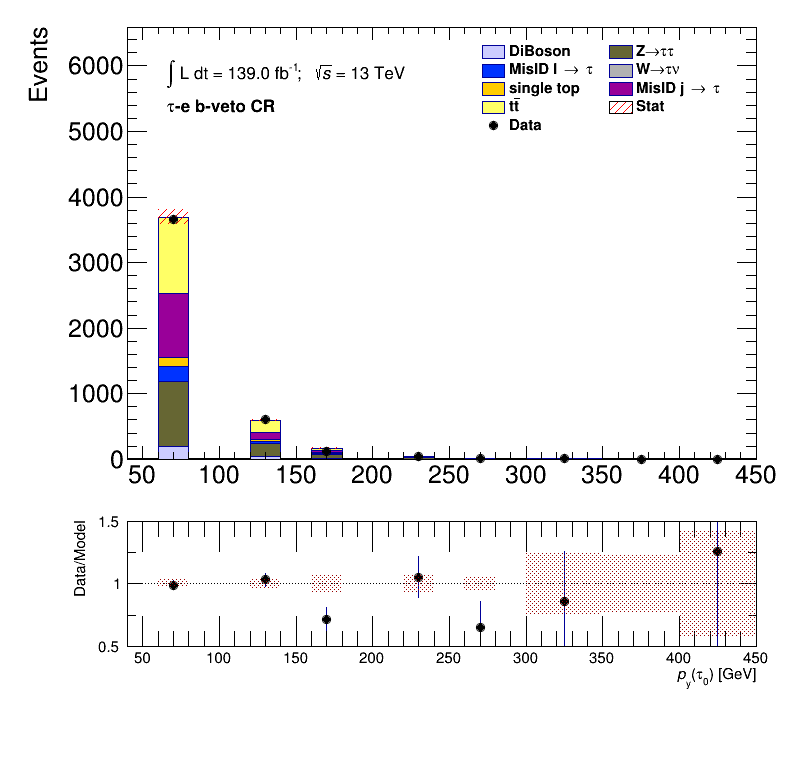 Events
6000
5000
4000
3000
2000
1000
0
∫ L dt = 139.0 fb⁻¹; √s = 13 TeV
τ-e b-veto CR
DiBoson
MisID l → τ
single top
tt̄
Data
Z→ττ
W→τν
MisID j → τ
Stat
50 100 150 200 250 300 350 400 450
Data/Model
1.5
1
0.5
50 100 150 200 250 300 350 400 450
p_y(τ₀) [GeV]